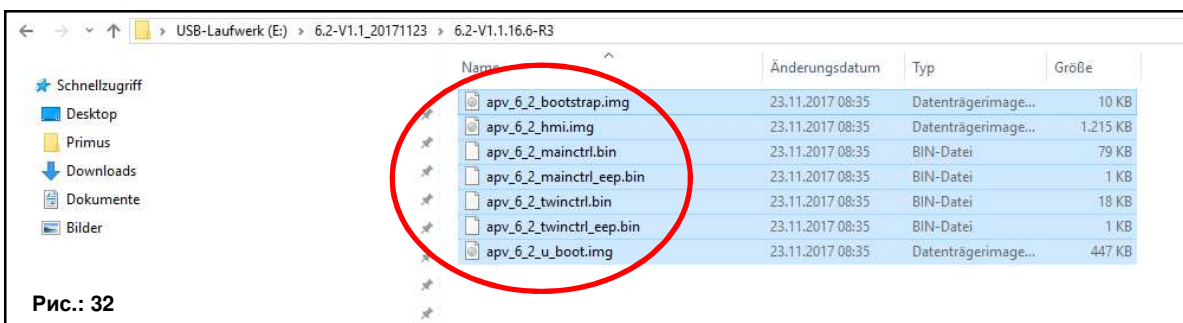 USB-Laufwerk (E:) > 6.2-V1.1_20171123 > 6.2-V1.1.16.6-R3
Name Änderungsdatum Typ Größe
Schnellzugriff
Desktop
Primus
Downloads
Dokumente
Bilder
apv_6_2_bootstrap.img 23.11.2017 08:35 Datenträgerimage... 10 KB
apv_6_2_hmi.img 23.11.2017 08:35 Datenträgerimage... 1.215 KB
apv_6_2_mainctrl.bin 23.11.2017 08:35 BIN-Datei 79 KB
apv_6_2_mainctrl_eep.bin 23.11.2017 08:35 BIN-Datei 1 KB
apv_6_2_twinctrl.bin 23.11.2017 08:35 BIN-Datei 18 KB
apv_6_2_twinctrl_eep.bin 23.11.2017 08:35 BIN-Datei 1 KB
apv_6_2_u_boot.img 23.11.2017 08:35 Datenträgerimage... 447 KB
Рис.: 32